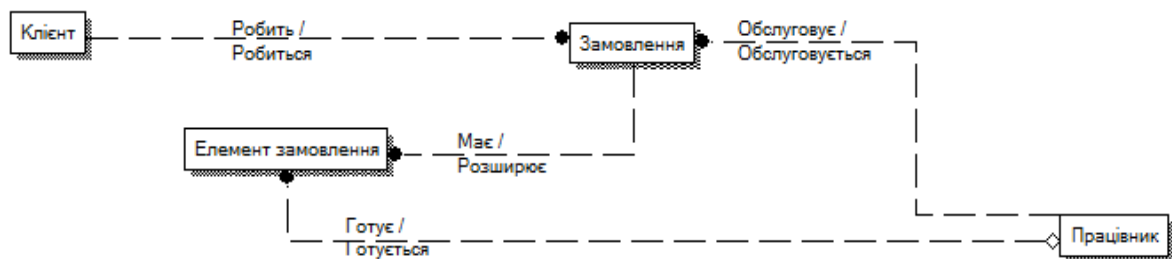 Клієнт
Робить /
Робиться
Замовлення
Обслуговує /
Обслуговується
Елемент замовлення
Має /
Розширює
Готує /
Готується
Працівник